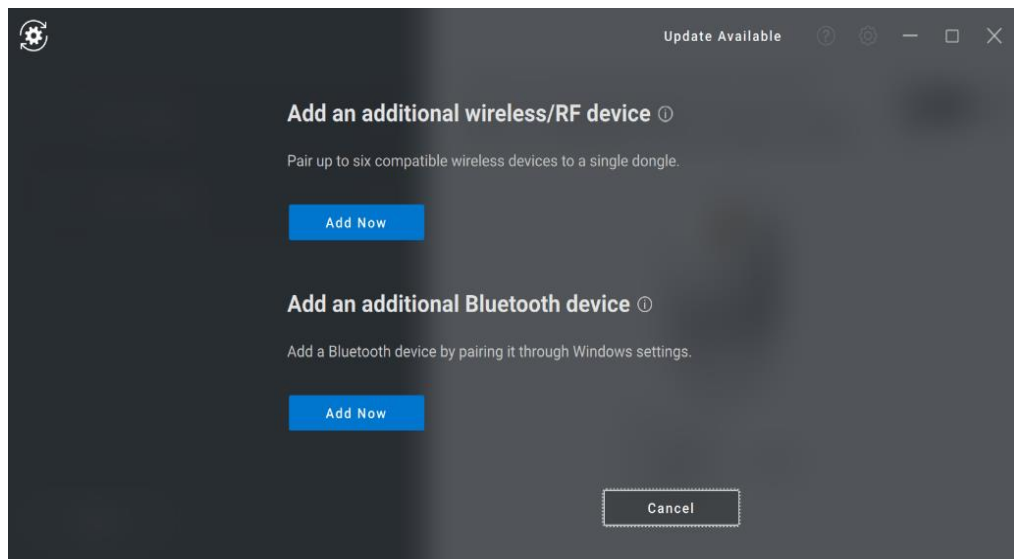 Update Available
Add an additional wireless/RF device
Pair up to six compatible wireless devices to a single dongle.
Add Now
Add an additional Bluetooth device
Add a Bluetooth device by pairing it through Windows settings.
Add Now
Cancel